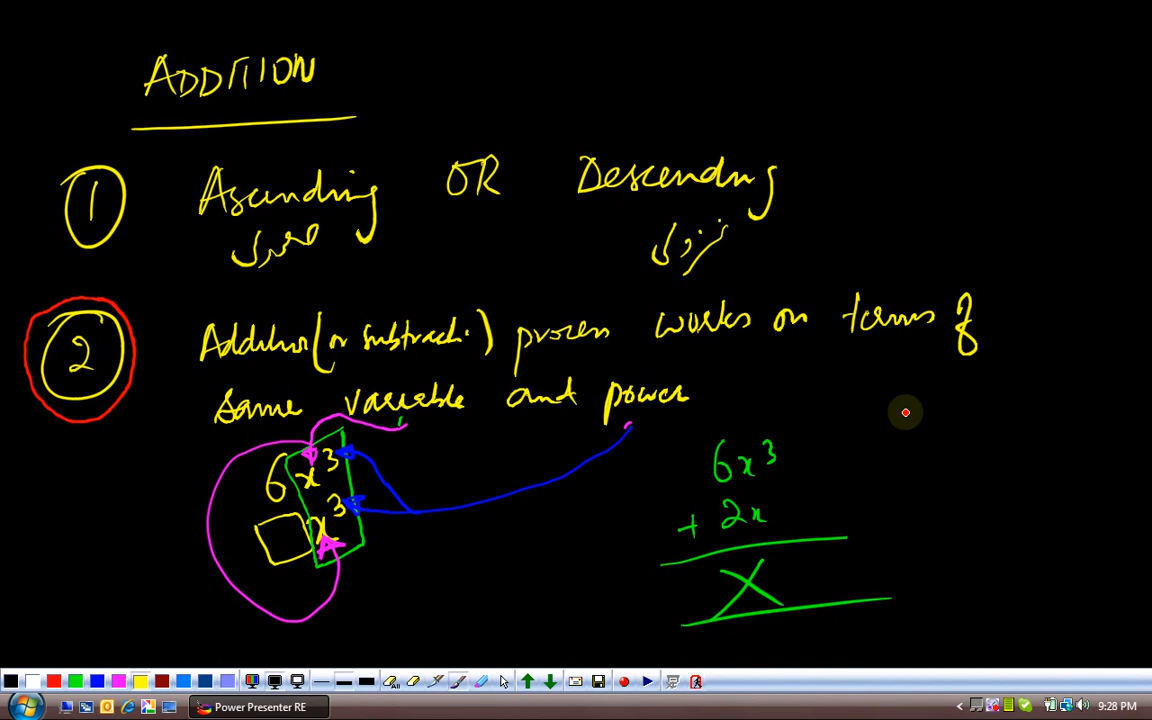 ADDITION
1 Ascending OR Descending
صعودی نزولی
2 Addition (or subtracti.) process works on terms of
same variable and power
6x³
x³
6x³
+ 2x
X
Power Presenter RE
9:28 PM